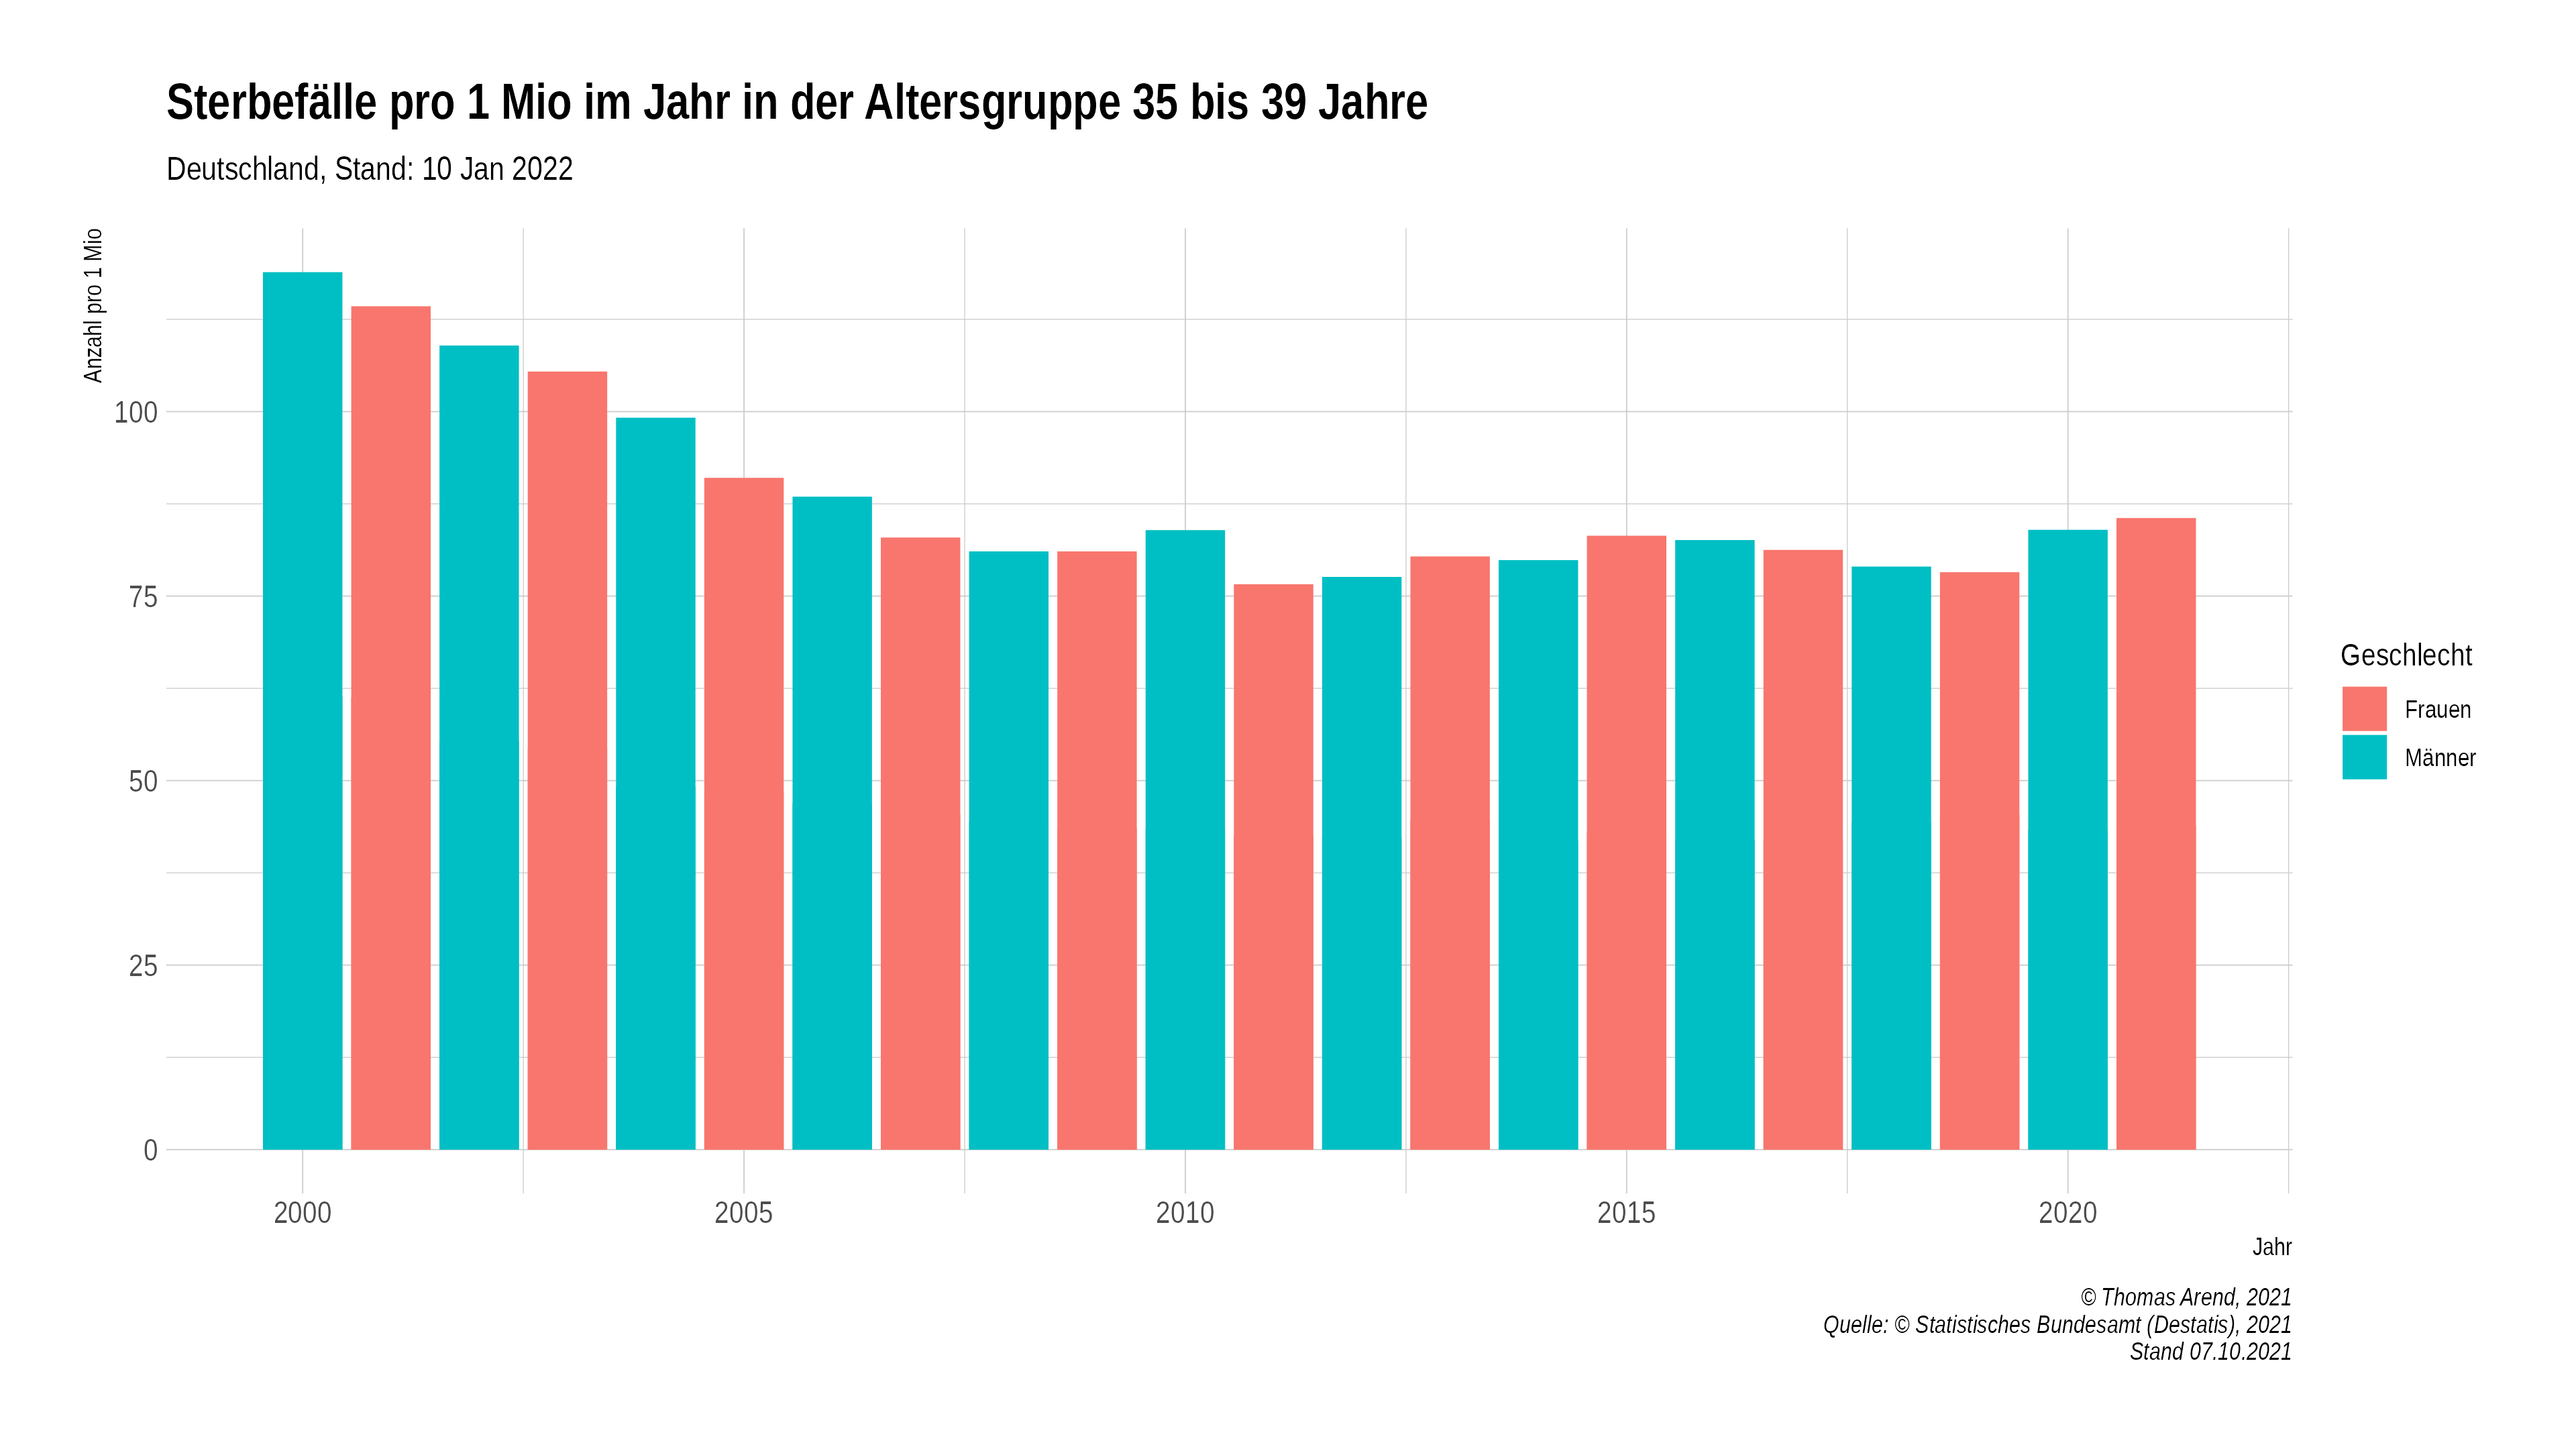 Sterbefälle pro 1 Mio im Jahr in der Altersgruppe 35 bis 39 Jahre
Deutschland, Stand: 10 Jan 2022
Anzahl pro 1 Mio
100
75
50
25
0
2000
2005
2010
2015
2020
Jahr
Geschlecht
Frauen
Männer
© Thomas Arend, 2021
Quelle: © Statistisches Bundesamt (Destatis), 2021
Stand 07.10.2021